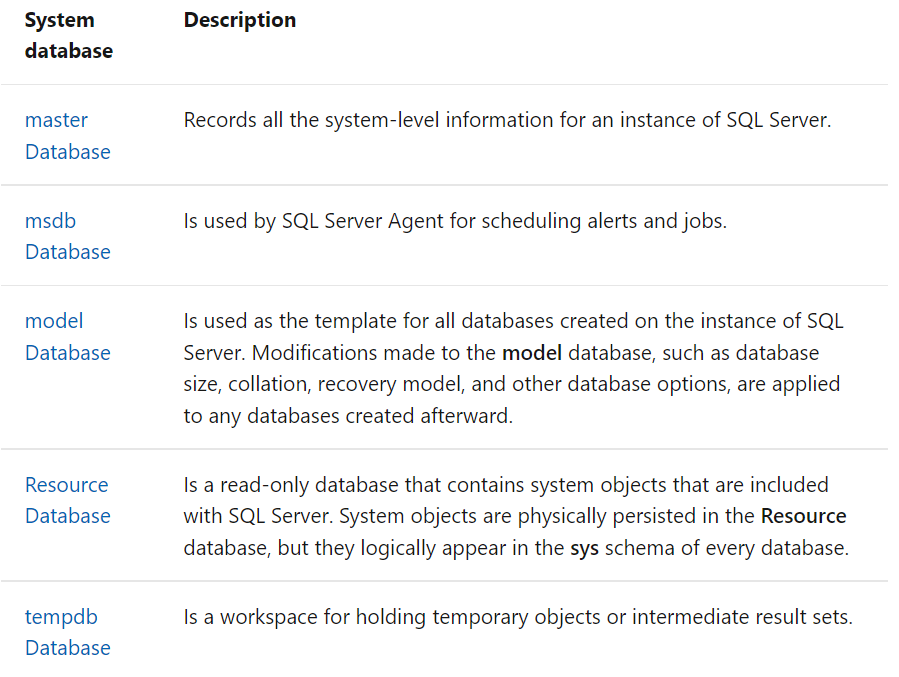 System database
Description
master Database
Records all the system-level information for an instance of SQL Server.
msdb Database
Is used by SQL Server Agent for scheduling alerts and jobs.
model Database
Is used as the template for all databases created on the instance of SQL
Server. Modifications made to the model database, such as database
size, collation, recovery model, and other database options, are applied
to any databases created afterward.
Resource Database
Is a read-only database that contains system objects that are included
with SQL Server. System objects are physically persisted in the Resource
database, but they logically appear in the sys schema of every database.
tempdb Database
Is a workspace for holding temporary objects or intermediate result sets.